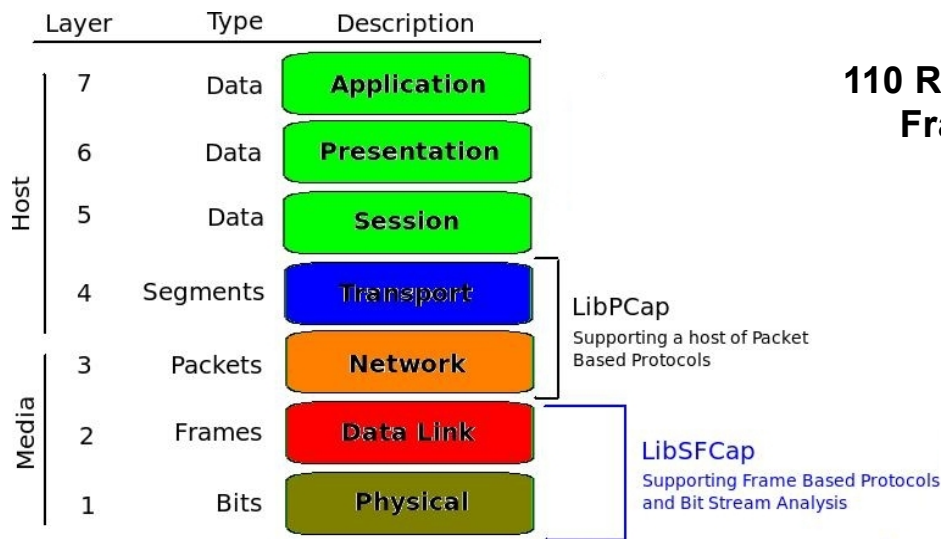 Layer Type Description
7 Data Application
6 Data Presentation
5 Data Session
4 Segments Transport
3 Packets Network
2 Frames Data Link
1 Bits Physical
Host
Media
LibPCap
Supporting a host of Packet
Based Protocols
LibSFCap
Supporting Frame Based Protocols
and Bit Stream Analysis
110